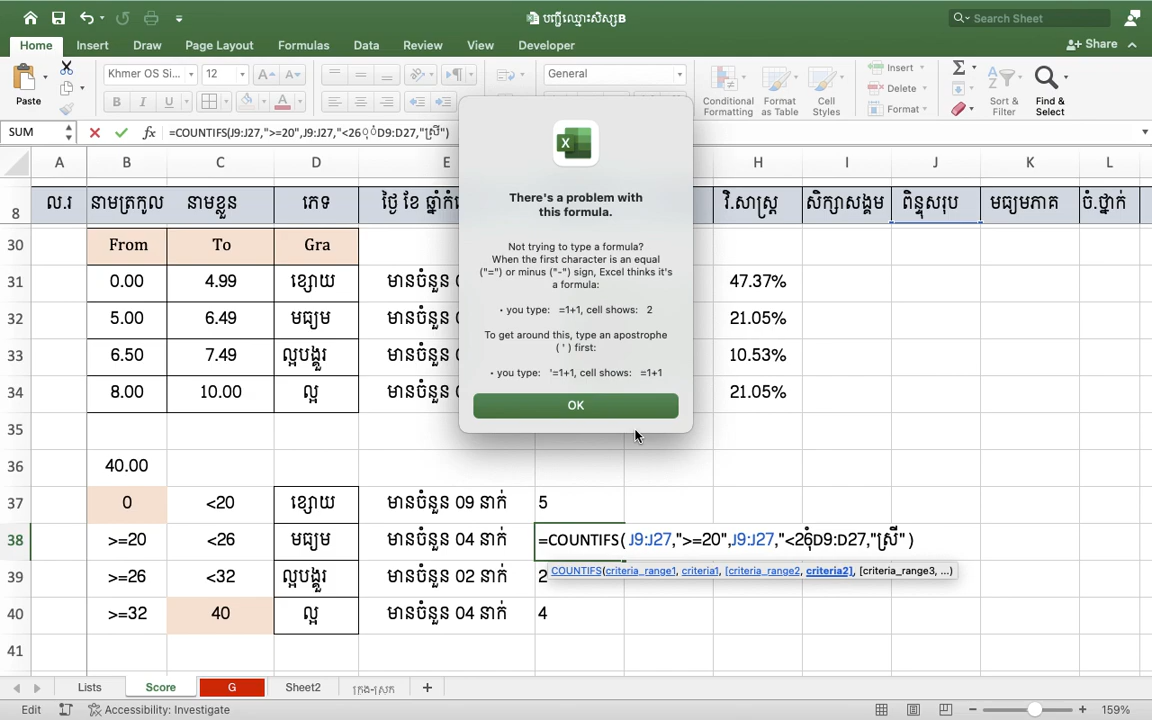 បញ្ជីឈ្មោះសិស្សB
Search Sheet
Home Insert Draw Page Layout Formulas Data Review View Developer
Share
Paste
Khmer OS Si... 12
General
Conditional Formatting
Format as Table
Cell Styles
Insert
Delete
Format
Sort & Filter
Find & Select
SUM
=COUNTIFS(J9:J27,">=20",J9:J27,"<26ុំD9:D27,"ស្រី")
A B C D E H I J K L
8 ល.រ នាមត្រកូល នាមខ្លួន ភេទ វិ.សាស្ត្រ សិក្សាសង្គម ពិន្ទុសរុប មធ្យមភាគ ចំ.ថ្នាក់
30 From To Gra
31 0.00 4.99 ខ្សោយ មានចំនួន 47.37%
32 5.00 6.49 មធ្យម មានចំនួន 21.05%
33 6.50 7.49 ល្អបង្គួរ មានចំនួន 10.53%
34 8.00 10.00 ល្អ មានចំនួន 21.05%
35
36 40.00
37 0 <20 ខ្សោយ មានចំនួន 09 នាក់ 5
38 >=20 <26 មធ្យម មានចំនួន 04 នាក់ =COUNTIFS( J9:J27,">=20",J9:J27,"<26ុំD9:D27,"ស្រី" )
COUNTIFS(criteria_range1, criteria1, [criteria_range2, criteria2], [criteria_range3, ...)
39 >=26 <32 ល្អបង្គួរ មានចំនួន 02 នាក់ 2
40 >=32 40 ល្អ មានចំនួន 04 នាក់ 4
41
There's a problem with
this formula.
Not trying to type a formula?
When the first character is an equal
("=") or minus ("-") sign, Excel thinks it's
a formula:
• you type: =1+1, cell shows: 2
To get around this, type an apostrophe
( ' ) first:
• you type: '=1+1, cell shows: =1+1
OK
Lists Score G Sheet2 ក្រុង-ស្រុក
Edit Accessibility: Investigate 159%